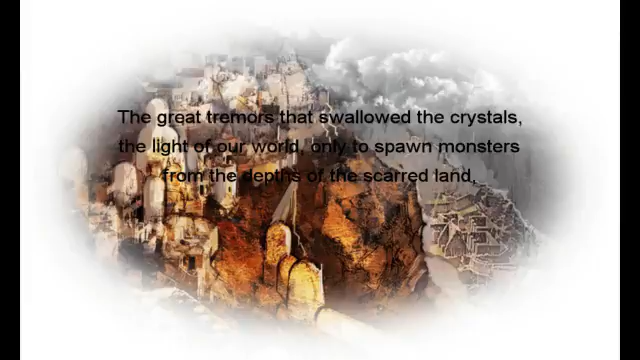 The great tremors that swallowed the crystals,
the light of our world, only to spawn monsters
from the depths of the scarred land,